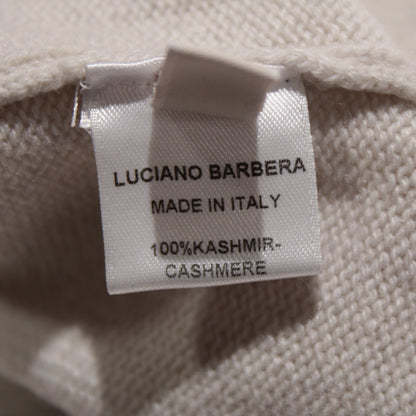 LUCIANO BARBERA
MADE IN ITALY
100%KASHMIR-
CASHMERE